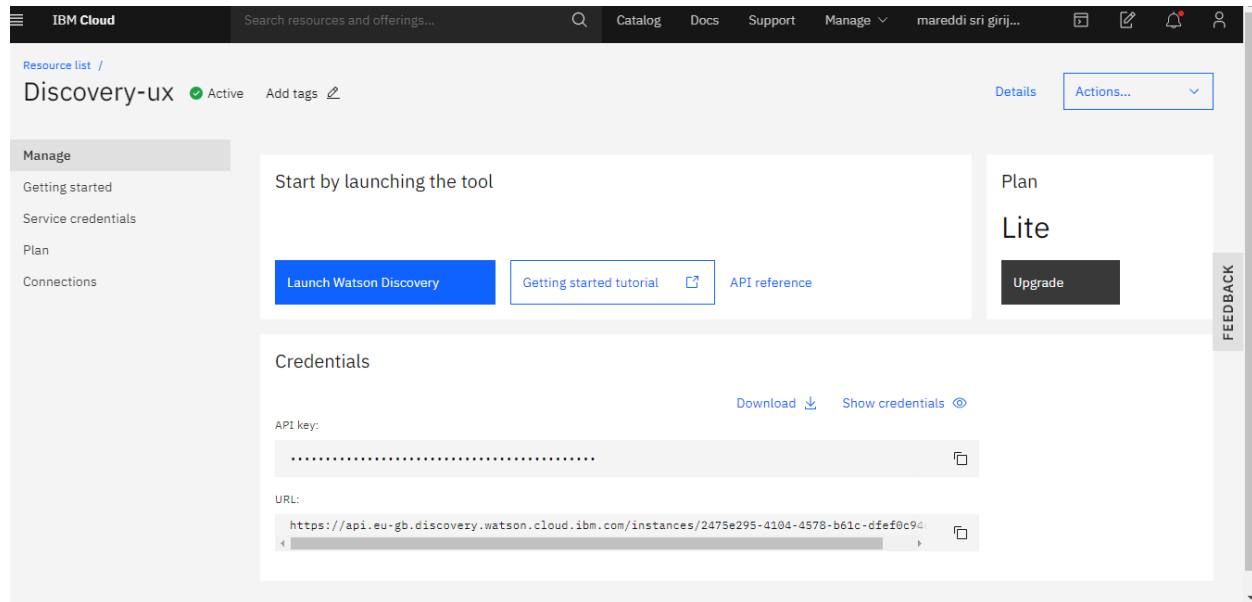 IBM Cloud
Search resources and offerings...
Catalog
Docs
Support
Manage
mareddi sri girij...
Resource list /
Discovery-ux
Active
Add tags
Details
Actions...
Manage
Getting started
Service credentials
Plan
Connections
Start by launching the tool
Launch Watson Discovery
Getting started tutorial
API reference
Plan
Lite
Upgrade
FEEDBACK
Credentials
Download
Show credentials
API key:
............................................
URL:
https://api.eu-gb.discovery.watson.cloud.ibm.com/instances/2475e295-4104-4578-b61c-dfef0c94